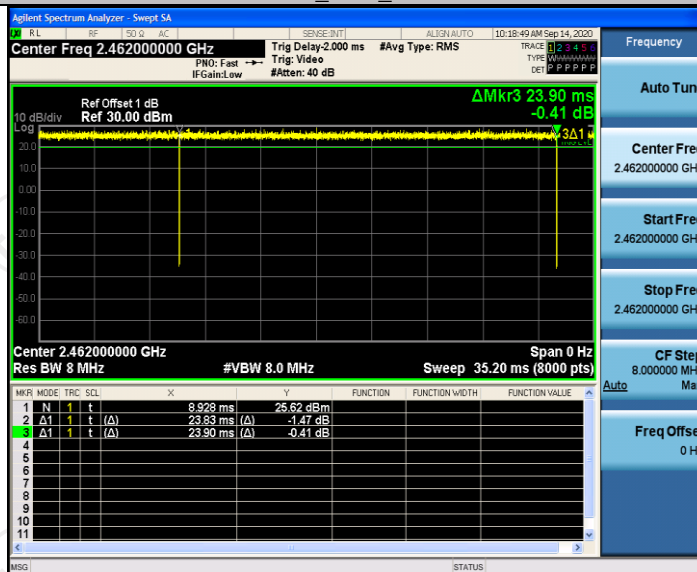 Agilent Spectrum Analyzer - Swept SA
RL RF 50 Ω AC SENSE:INT ALIGN AUTO 10:18:49 AM Sep 14, 2020
Center Freq 2.462000000 GHz
PNO: Fast
IFGain:Low
Trig Delay-2.000 ms
Trig: Video
#Atten: 40 dB
#Avg Type: RMS
TRACE 1 2 3 4 5 6
TYPE W
DET P P P P P P
ΔMkr3 23.90 ms
-0.41 dB
Ref Offset 1 dB
10 dB/div Ref 30.00 dBm
Log
3Δ1
20.0
10.0
0.00
-10.0
-20.0
-30.0
-40.0
-50.0
-60.0
Center 2.462000000 GHz Span 0 Hz
Res BW 8 MHz #VBW 8.0 MHz Sweep 35.20 ms (8000 pts)
MKR MODE TRC SCL X Y FUNCTION FUNCTION WIDTH FUNCTION VALUE
1 N 1 t 8.928 ms 25.62 dBm
2 Δ1 1 t (Δ) 23.83 ms (Δ) -1.47 dB
3 Δ1 1 t (Δ) 23.90 ms (Δ) -0.41 dB
4
5
6
7
8
9
10
11
MSG STATUS
Frequency
Auto Tun
Center Fre
2.462000000 GH
Start Fre
2.462000000 GH
Stop Fre
2.462000000 GH
CF Step
8.000000 MH
Auto Ma
Freq Offse
0 H